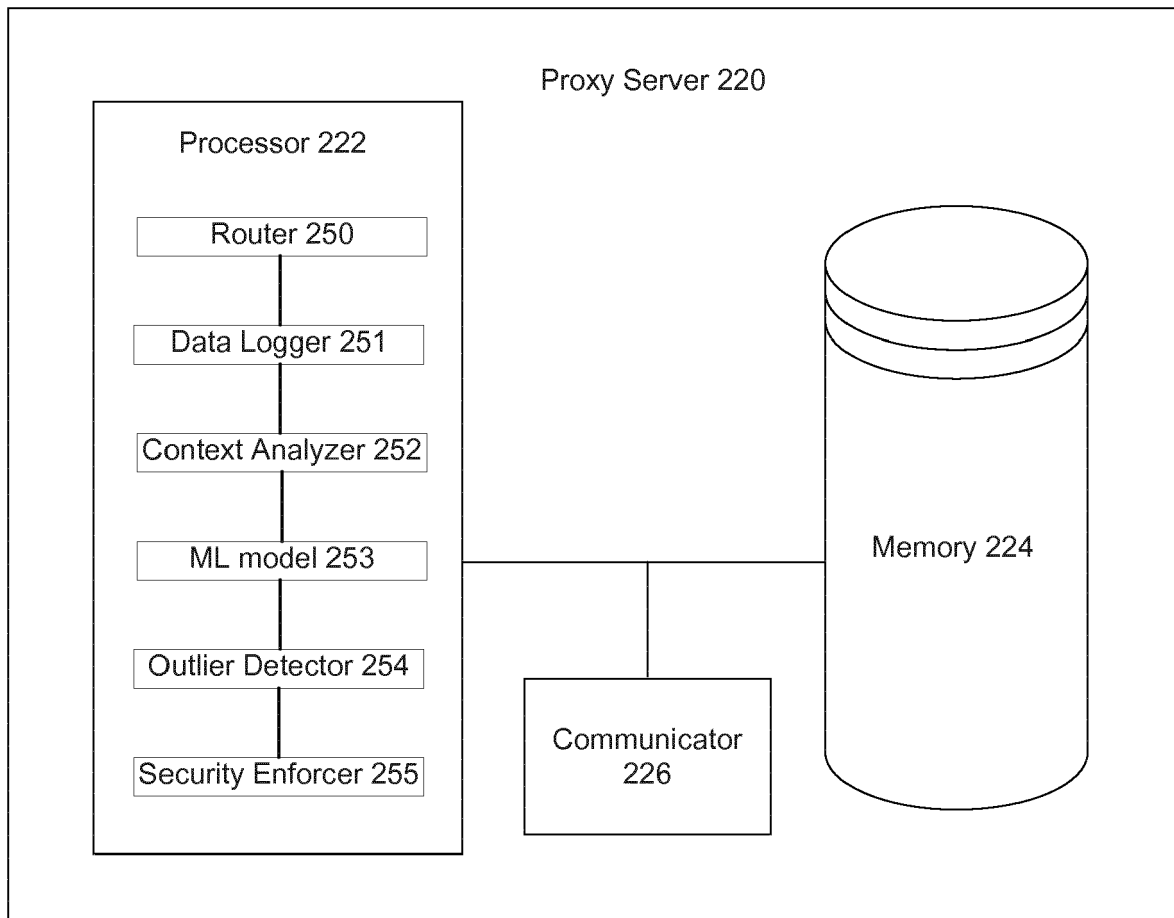 Proxy Server 220
Processor 222
Router 250
Data Logger 251
Context Analyzer 252
ML model 253
Outlier Detector 254
Security Enforcer 255
Communicator
226
Memory 224